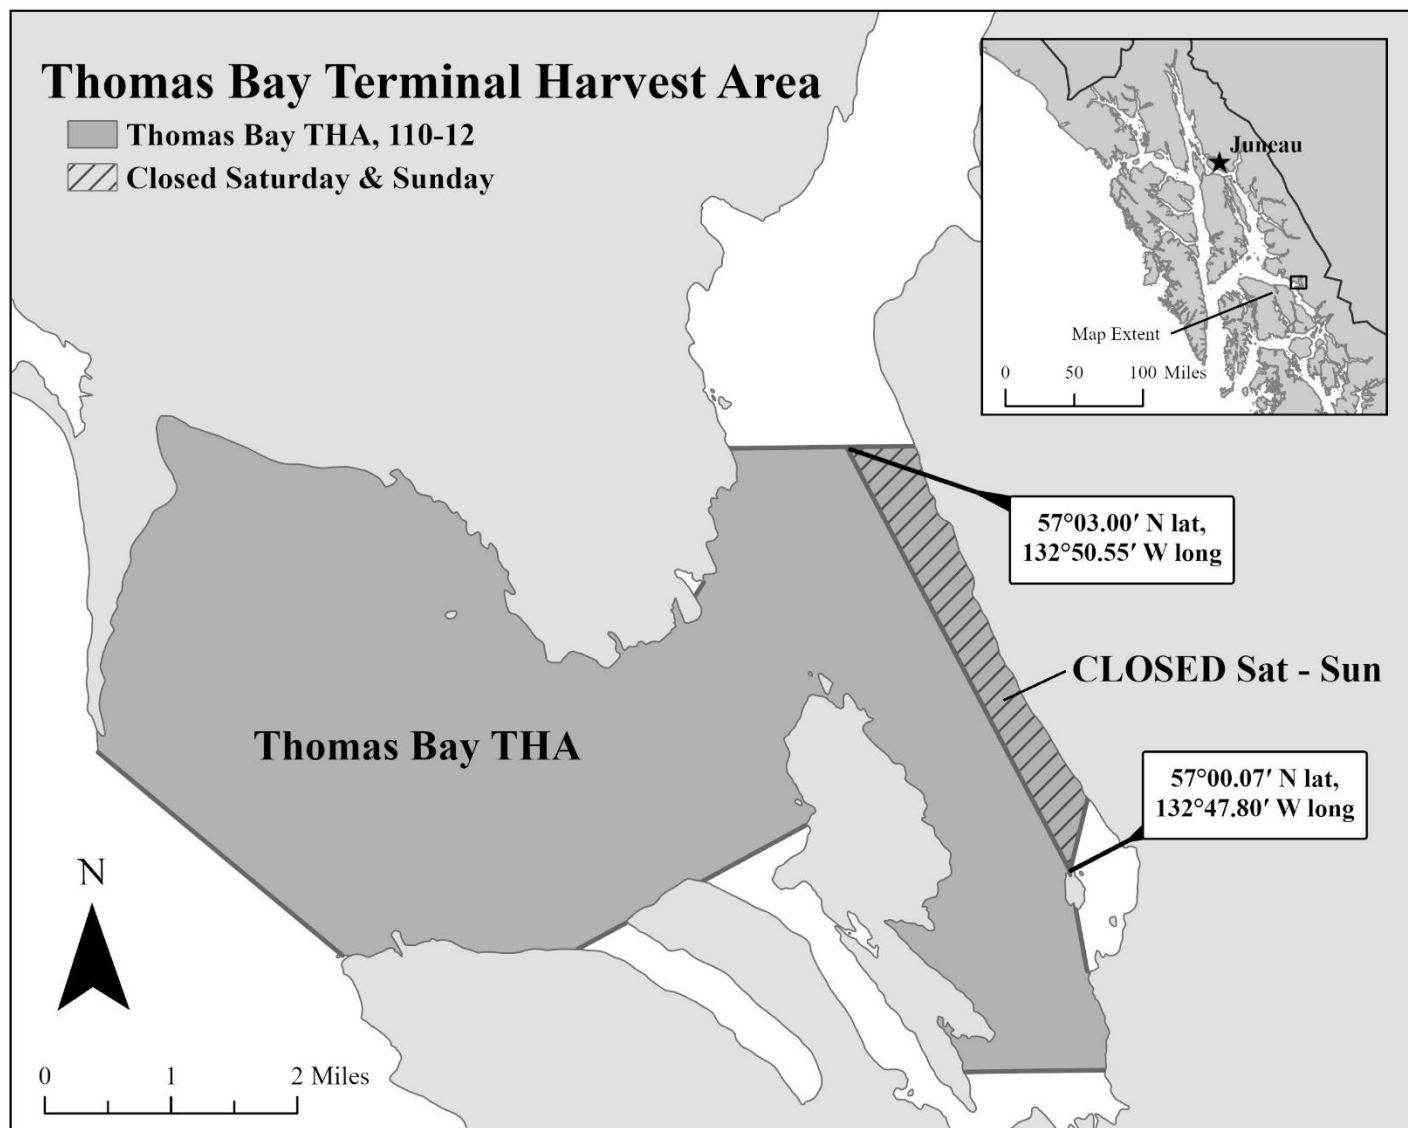 Thomas Bay Terminal Harvest Area
Thomas Bay THA, 110-12
Closed Saturday & Sunday
Juneau
Map Extent
0 50 100 Miles
57°03.00′ N lat,
132°50.55′ W long
CLOSED Sat - Sun
Thomas Bay THA
57°00.07′ N lat,
132°47.80′ W long
N
0 1 2 Miles